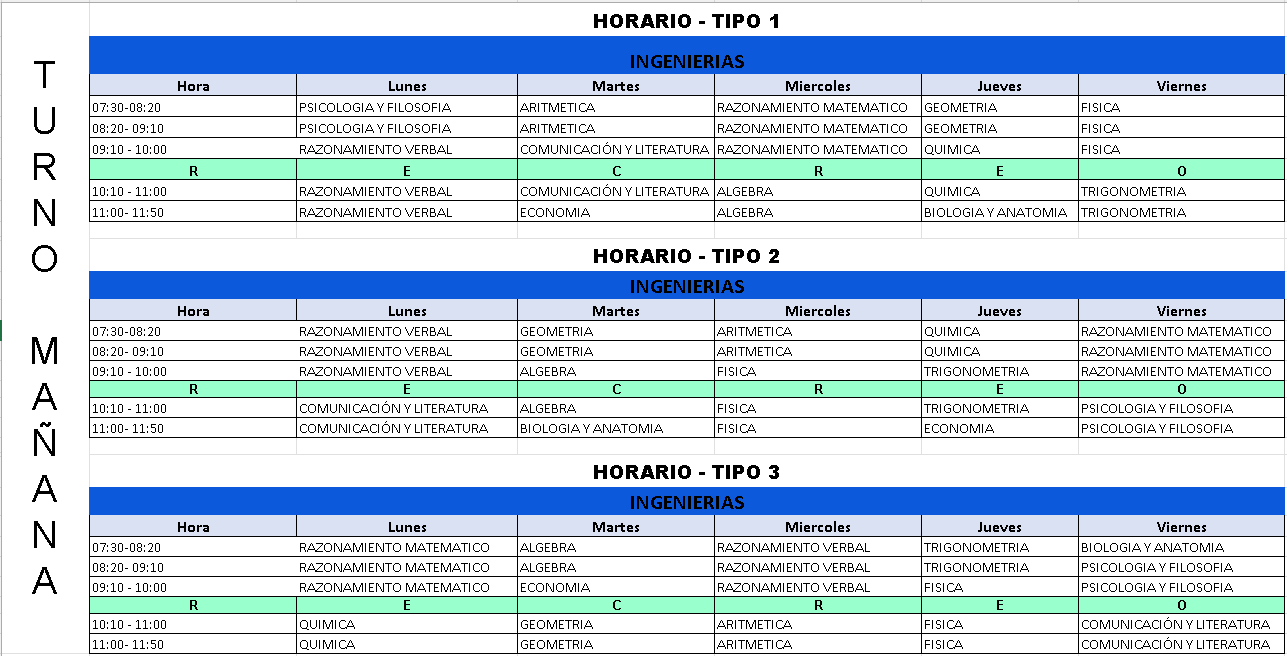 TURNO MAÑANA
HORARIO - TIPO 1
INGENIERIAS
Hora Lunes Martes Miercoles Jueves Viernes
07:30-08:20 PSICOLOGIA Y FILOSOFIA ARITMETICA RAZONAMIENTO MATEMATICO GEOMETRIA FISICA
08:20- 09:10 PSICOLOGIA Y FILOSOFIA ARITMETICA RAZONAMIENTO MATEMATICO GEOMETRIA FISICA
09:10 - 10:00 RAZONAMIENTO VERBAL COMUNICACIÓN Y LITERATURA RAZONAMIENTO MATEMATICO QUIMICA FISICA
R E C R E O
10:10 - 11:00 RAZONAMIENTO VERBAL COMUNICACIÓN Y LITERATURA ALGEBRA QUIMICA TRIGONOMETRIA
11:00- 11:50 RAZONAMIENTO VERBAL ECONOMIA ALGEBRA BIOLOGIA Y ANATOMIA TRIGONOMETRIA
HORARIO - TIPO 2
INGENIERIAS
Hora Lunes Martes Miercoles Jueves Viernes
07:30-08:20 RAZONAMIENTO VERBAL GEOMETRIA ARITMETICA QUIMICA RAZONAMIENTO MATEMATICO
08:20- 09:10 RAZONAMIENTO VERBAL GEOMETRIA ARITMETICA QUIMICA RAZONAMIENTO MATEMATICO
09:10 - 10:00 RAZONAMIENTO VERBAL ALGEBRA FISICA TRIGONOMETRIA RAZONAMIENTO MATEMATICO
R E C R E O
10:10 - 11:00 COMUNICACIÓN Y LITERATURA ALGEBRA FISICA TRIGONOMETRIA PSICOLOGIA Y FILOSOFIA
11:00- 11:50 COMUNICACIÓN Y LITERATURA BIOLOGIA Y ANATOMIA FISICA ECONOMIA PSICOLOGIA Y FILOSOFIA
HORARIO - TIPO 3
INGENIERIAS
Hora Lunes Martes Miercoles Jueves Viernes
07:30-08:20 RAZONAMIENTO MATEMATICO ALGEBRA RAZONAMIENTO VERBAL TRIGONOMETRIA BIOLOGIA Y ANATOMIA
08:20- 09:10 RAZONAMIENTO MATEMATICO ALGEBRA RAZONAMIENTO VERBAL TRIGONOMETRIA PSICOLOGIA Y FILOSOFIA
09:10 - 10:00 RAZONAMIENTO MATEMATICO ECONOMIA RAZONAMIENTO VERBAL FISICA PSICOLOGIA Y FILOSOFIA
R E C R E O
10:10 - 11:00 QUIMICA GEOMETRIA ARITMETICA FISICA COMUNICACIÓN Y LITERATURA
11:00- 11:50 QUIMICA GEOMETRIA ARITMETICA FISICA COMUNICACIÓN Y LITERATURA